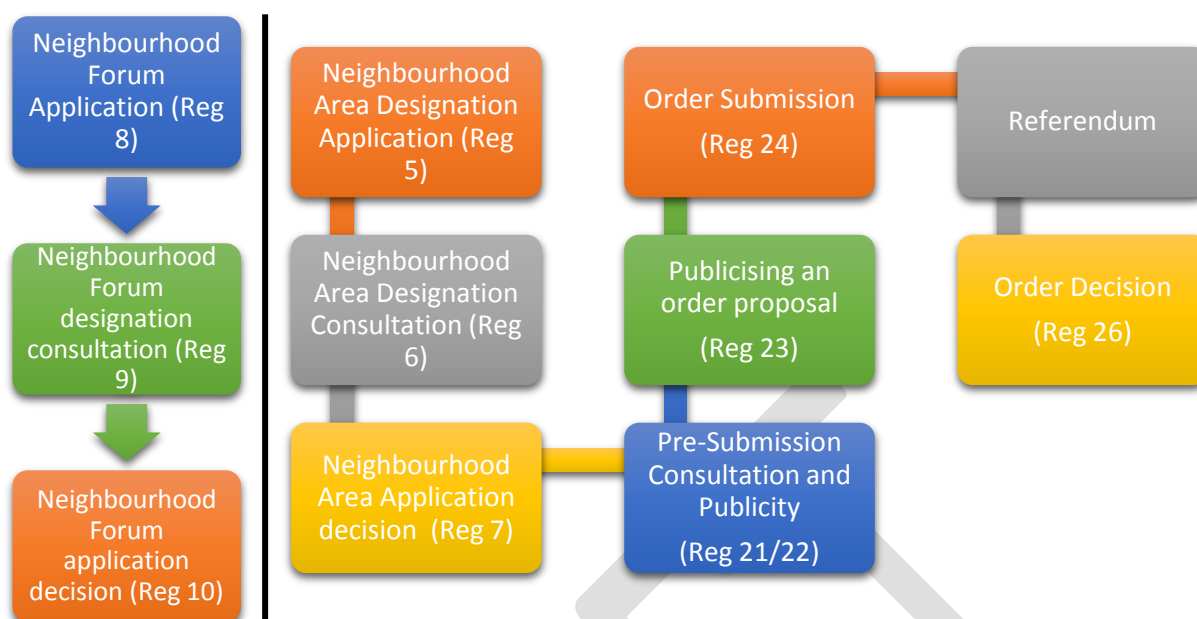 Neighbourhood
Forum
Application (Reg
8)
Neighbourhood
Forum
designation
consultation (Reg
9)
Neighbourhood
Forum
application
decision (Reg 10)
Neighbourhood
Area Designation
Application (Reg
5)
Neighbourhood
Area Designation
Consultation (Reg
6)
Neighbourhood
Area Application
decision (Reg 7)
Pre-Submission
Consultation and
Publicity
(Reg 21/22)
Publicising an
order proposal
(Reg 23)
Order Submission
(Reg 24)
Referendum
Order Decision
(Reg 26)